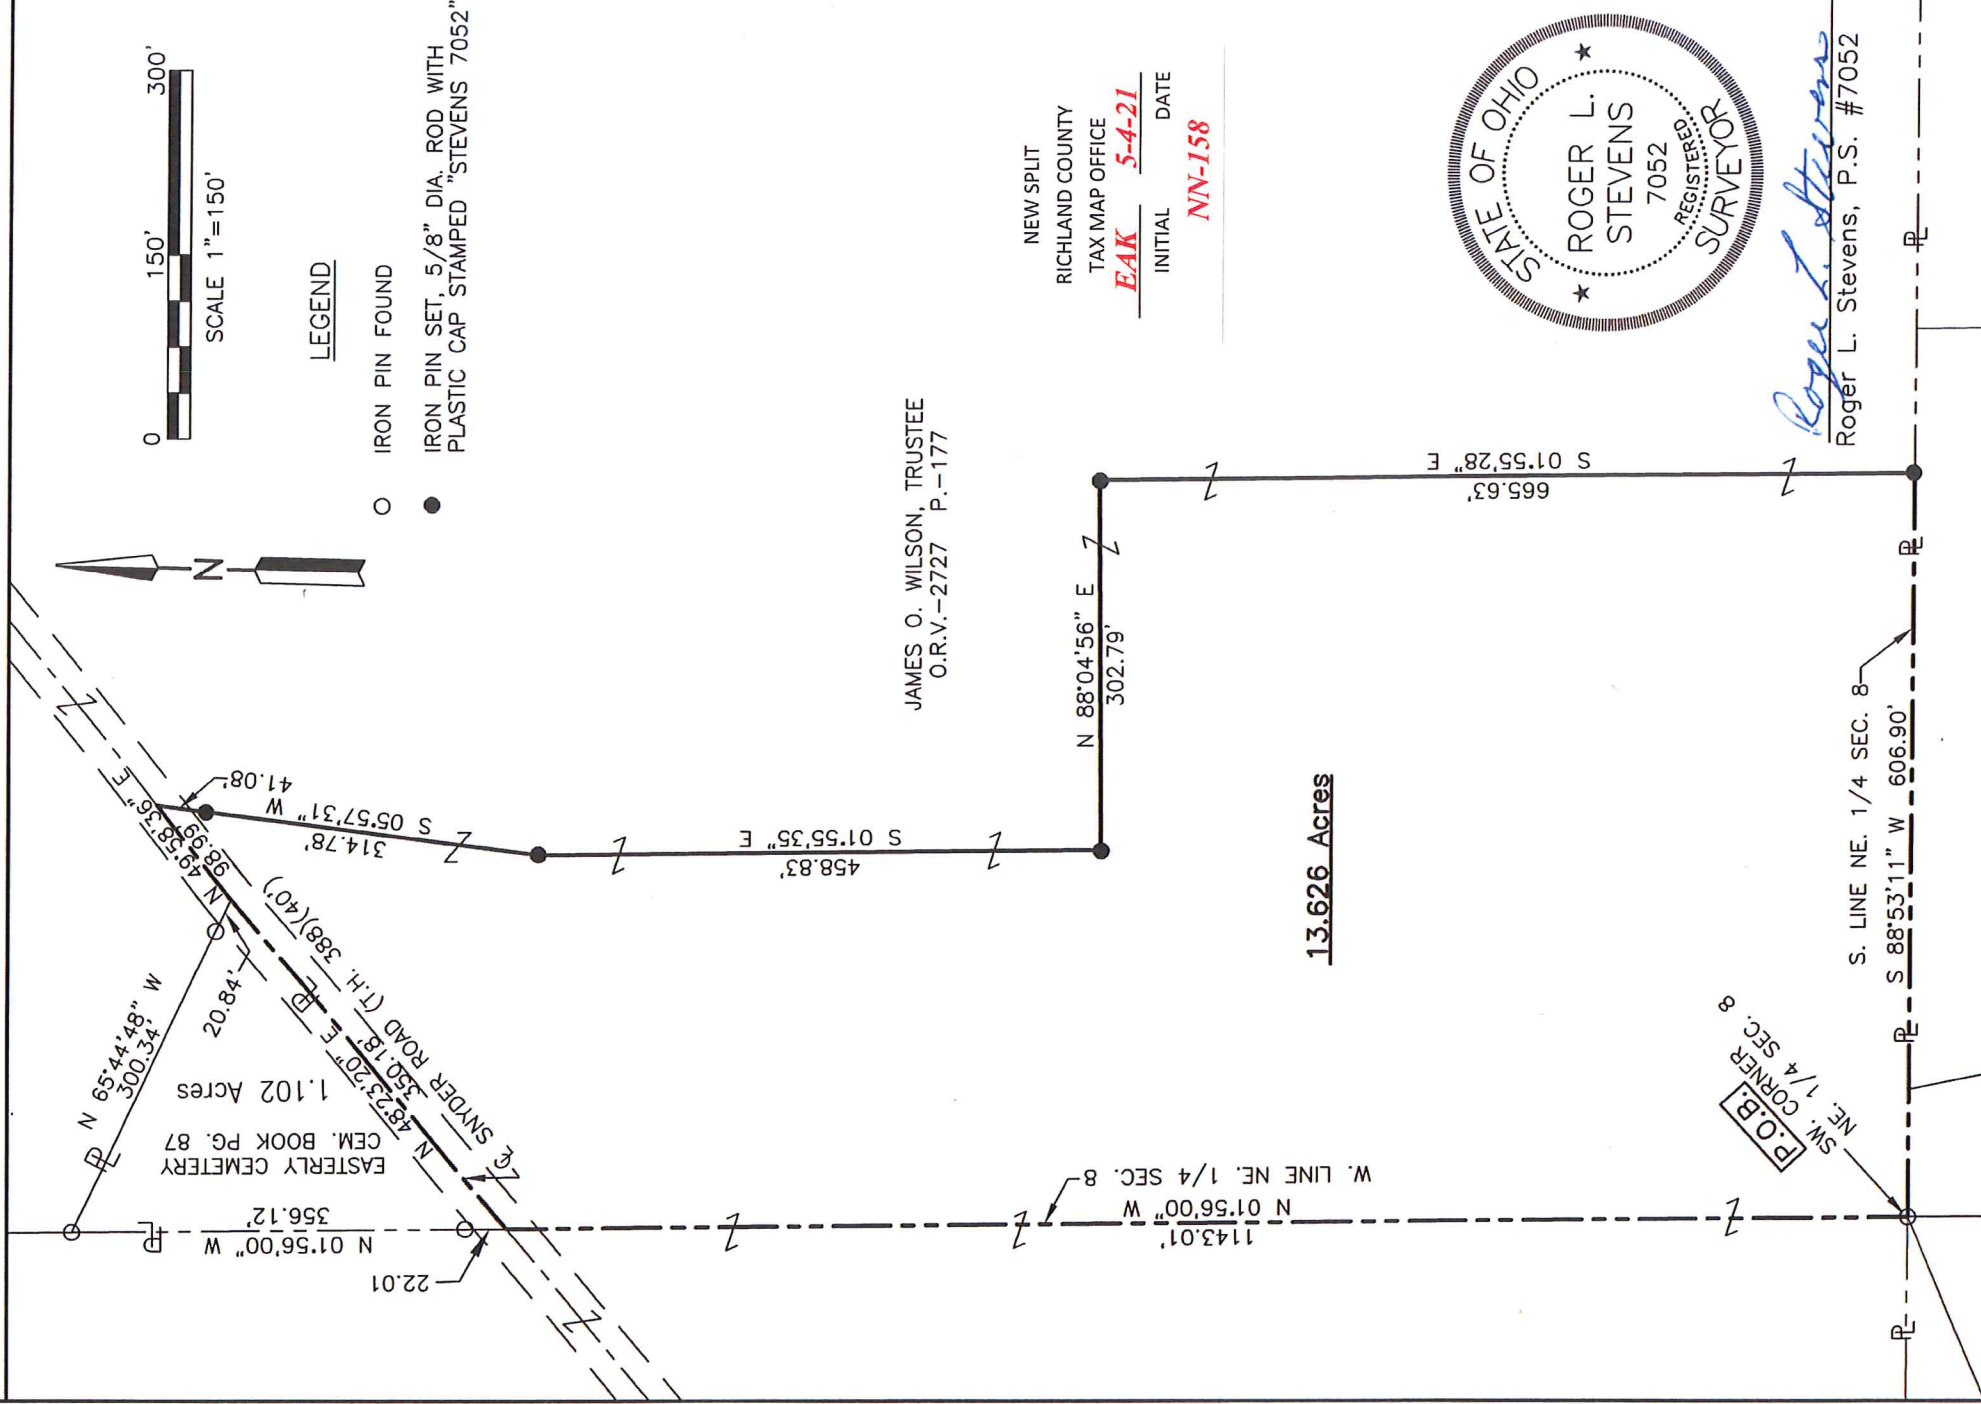 0
150'
300'
SCALE 1"=150'
LEGEND
IRON PIN FOUND
IRON PIN SET, 5/8" DIA. ROD WITH
PLASTIC CAP STAMPED "STEVENS 7052"
N
JAMES O. WILSON, TRUSTEE
O.R.V.-2727 P.-177
NEW SPLIT
RICHLAND COUNTY
TAX MAP OFFICE
EAK 5-4-21
INITIAL DATE
NN-158
STATE OF OHIO
ROGER L.
STEVENS
7052
REGISTERED
SURVEYOR
Roger L. Stevens
Roger L. Stevens, P.S. #7052
N 65°44'48" W
300.34'
20.84'
1.102 Acres
EASTERLY CEMETERY
CEM. BOOK PG. 87
N 01°56'00" W
356.12'
22.01
N 49°58'36" E
98.99'
N 48°23'20" E
350.18'
℄ SNYDER ROAD (T.H. 388)(40')
41.08'
S 05°57'31" W
314.78'
S 01°55'35" E
458.83'
N 88°04'56" E
302.79'
S 01°55'28" E
665.63'
13.626 Acres
S. LINE NE. 1/4 SEC. 8
S 88°53'11" W 606.90'
P.O.B.
SW. CORNER
NE. 1/4 SEC. 8
W. LINE NE. 1/4 SEC. 8
N 01°56'00" W
1143.01'